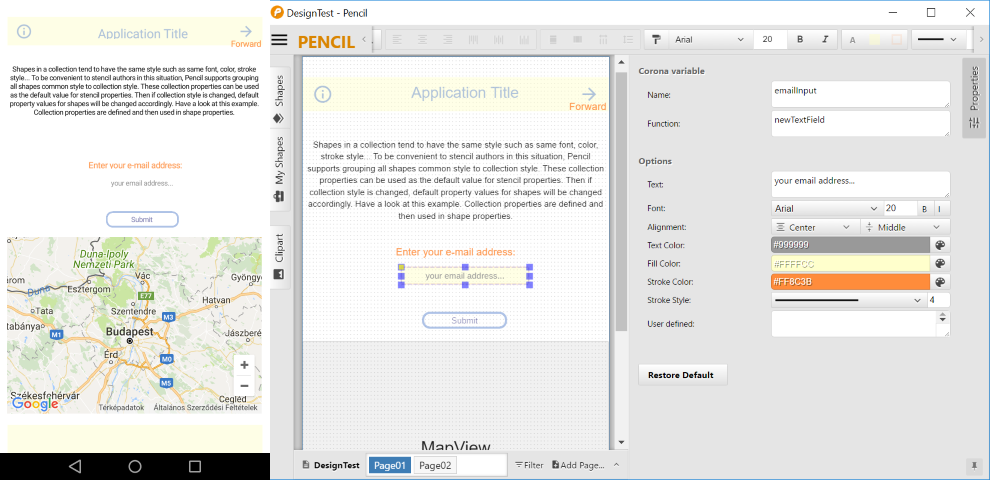 Application Title
Forward
Shapes in a collection tend to have the same style such as same font, color, stroke
style... To be convenient to stencil authors in this situation, Pencil supports grouping
all shapes common style to collection style. These collection properties can be used
as the default value for stencil properties. Then if collection style is changed, default
property values for shapes will be changed accordingly. Have a look at this example.
Collection properties are defined and then used in shape properties.
Enter your e-mail address:
your email address...
Submit
Duna-Ipoly
Nemzeti Park
Vác
Gyöngy
Komárom
Duna
E77
Hatvan
Tata
Szentendre
M3
tabánya
M1
Budapest
Jászberé
Érd
M0
M5
Cegléd
Székesfehérvár
Google
Térképadatok
Általános Szerződési Feltételek
+
−
DesignTest - Pencil
PENCIL
Arial
20
B
I
A
Shapes
My Shapes
Clipart
Application Title
Forward
Shapes in a collection tend to have the same style such as same font, color,
stroke style... To be convenient to stencil authors in this situation, Pencil
supports grouping all shapes common style to collection style. These collection
properties can be used as the default value for stencil properties. Then if
collection style is changed, default property values for shapes will be changed
accordingly. Have a look at this example. Collection properties are defined and
then used in shape properties.
Enter your e-mail address:
your email address...
Submit
MapView
DesignTest
Page01
Page02
Filter
Add Page...
Corona variable
Name:
emailInput
Function:
newTextField
Options
Text:
your email address...
Font:
Arial
20
B
I
Alignment:
Center
Middle
Text Color:
#999999
Fill Color:
#FFFFCC
Stroke Color:
#FF8C3B
Stroke Style:
4
User defined:
Restore Default
Properties